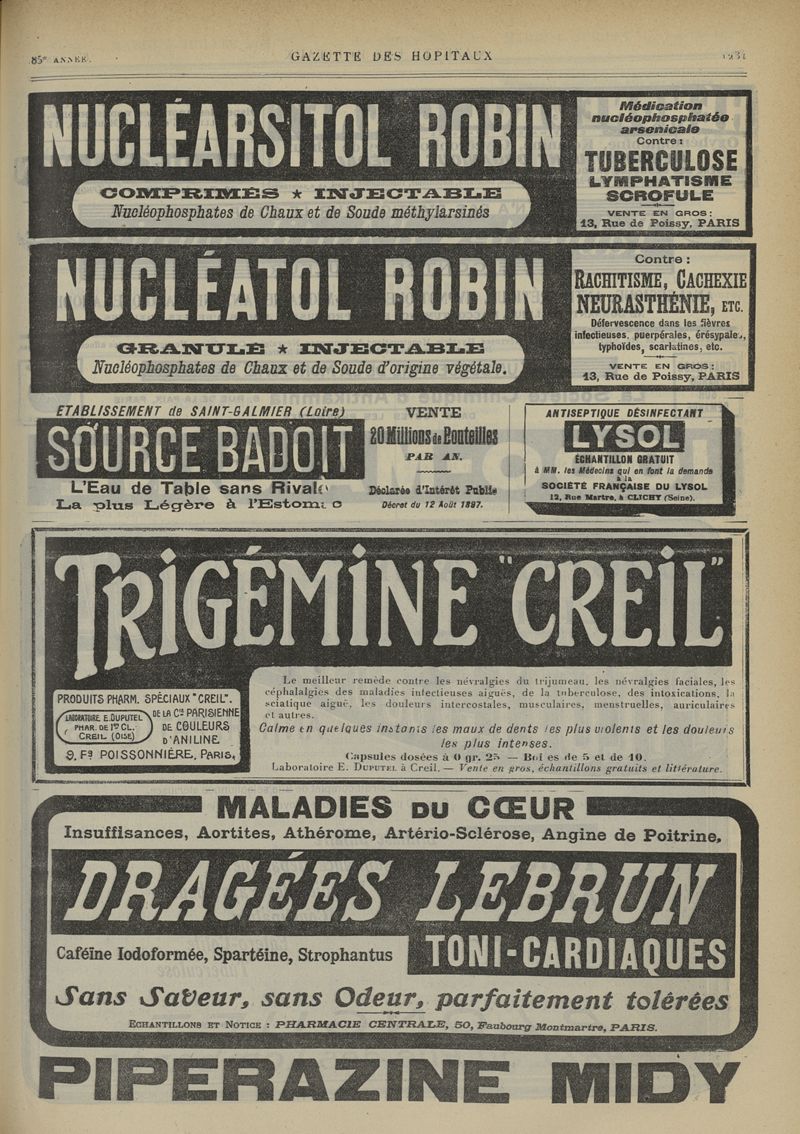 85e ANNÉE.
GAZETTE DES HOPITAUX
NUCLÉARSITOL ROBIN
COMPRIMÉS ★ INJECTABLE
Nucléophosphates de Chaux et de Soude méthylarsinés
Médication
nucléophosphatée
arsenicale
Contre :
TUBERCULOSE
LYMPHATISME
SCROFULE
VENTE EN GROS :
13, Rue de Poissy, PARIS
NUCLÉATOL ROBIN
GRANULÉ ★ INJECTABLE
Nucléophosphates de Chaux et de Soude d'origine végétale.
Contre :
RACHITISME, CACHEXIE
NEURASTHÉNIE, ETC.
Défervescence dans les fièvres
infectieuses, puerpérales, érésypales,
typhoïdes, scarlatines, etc.
VENTE EN GROS :
13, Rue de Poissy, PARIS
ETABLISSEMENT de SAINT-GALMIER (Loire)
SOURCE BADOIT
L'Eau de Table sans Rivale
La plus Légère à l'Estomac
VENTE
20 Millions de Bouteilles
PAR AN.
Déclarée d'Intérêt Public
Décret du 12 Août 1897.
ANTISEPTIQUE DÉSINFECTANT
LYSOL
ÉCHANTILLON GRATUIT
à MM. les Médecins qui en font la demande
à la
SOCIÉTÉ FRANÇAISE DU LYSOL
12, Rue Martre, à CLICHY (Seine).
TRIGÉMINE "CREIL"
PRODUITS PHARM. SPÉCIAUX "CREIL".
LABORATOIRE E. DUPUTEL
PHAR. DE 1re CL.
CREIL (OISE)
DE LA Cie PARISIENNE
DE COULEURS
D'ANILINE
9, Fg POISSONNIÈRE, PARIS.
Le meilleur remède contre les névralgies du trijumeau, les névralgies faciales, les
céphalalgies des maladies infectieuses aiguës, de la tuberculose, des intoxications, la
sciatique aiguë, les douleurs intercostales, musculaires, menstruelles, auriculaires
et autres.
Calme en quelques instants les maux de dents les plus violents et les douleurs
les plus intenses.
Capsules dosées à 0 gr. 25 — Boîtes de 5 et de 10.
Laboratoire E. DUPUTEL à Creil. — Vente en gros, échantillons gratuits et littérature.
MALADIES DU CŒUR
Insuffisances, Aortites, Athérome, Artério-Sclérose, Angine de Poitrine,
DRAGÉES LEBRUN
Caféïne Iodoformée, Spartéine, Strophantus
TONI-CARDIAQUES
Sans Saveur, sans Odeur, parfaitement tolérées
ECHANTILLONS ET NOTICE : PHARMACIE CENTRALE, 50, Faubourg Montmartre, PARIS.
PIPERAZINE MIDY